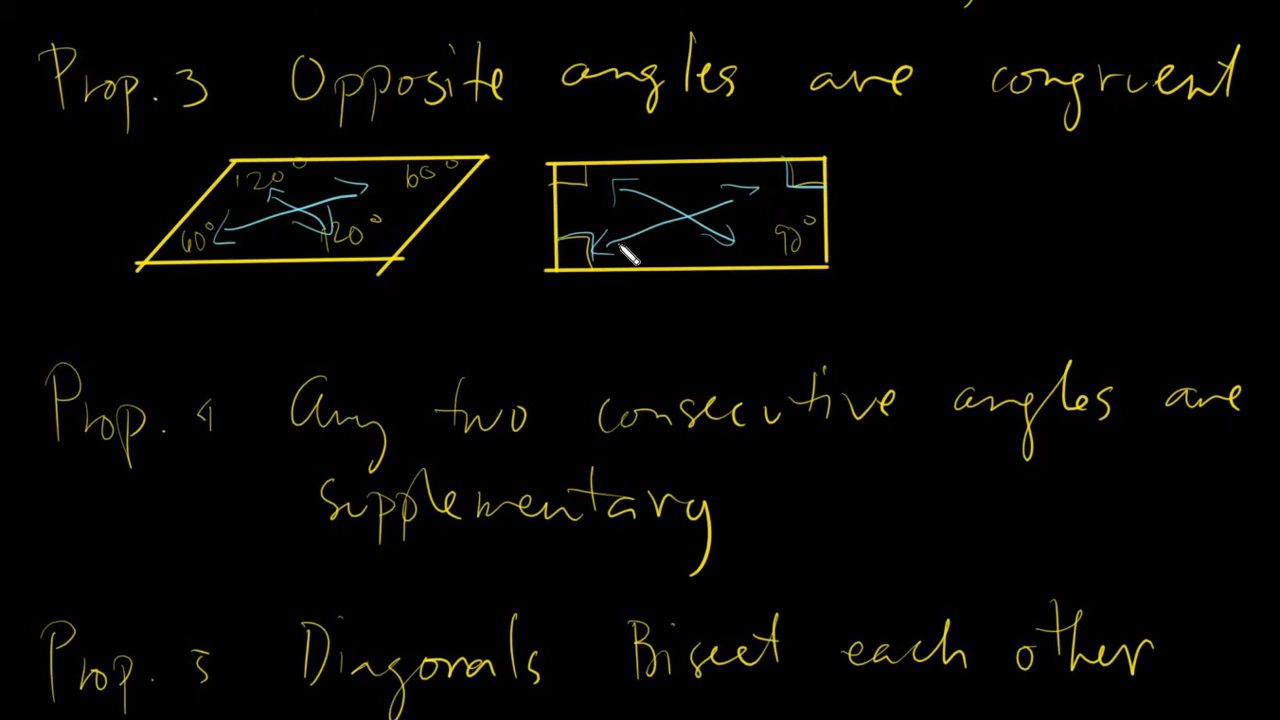 Prop. 3 Opposite angles are congruent
120° 60° 60° 120° 90°
Prop. 4 Any two consecutive angles are
supplementary
Prop. 5 Diagonals Bisect each other